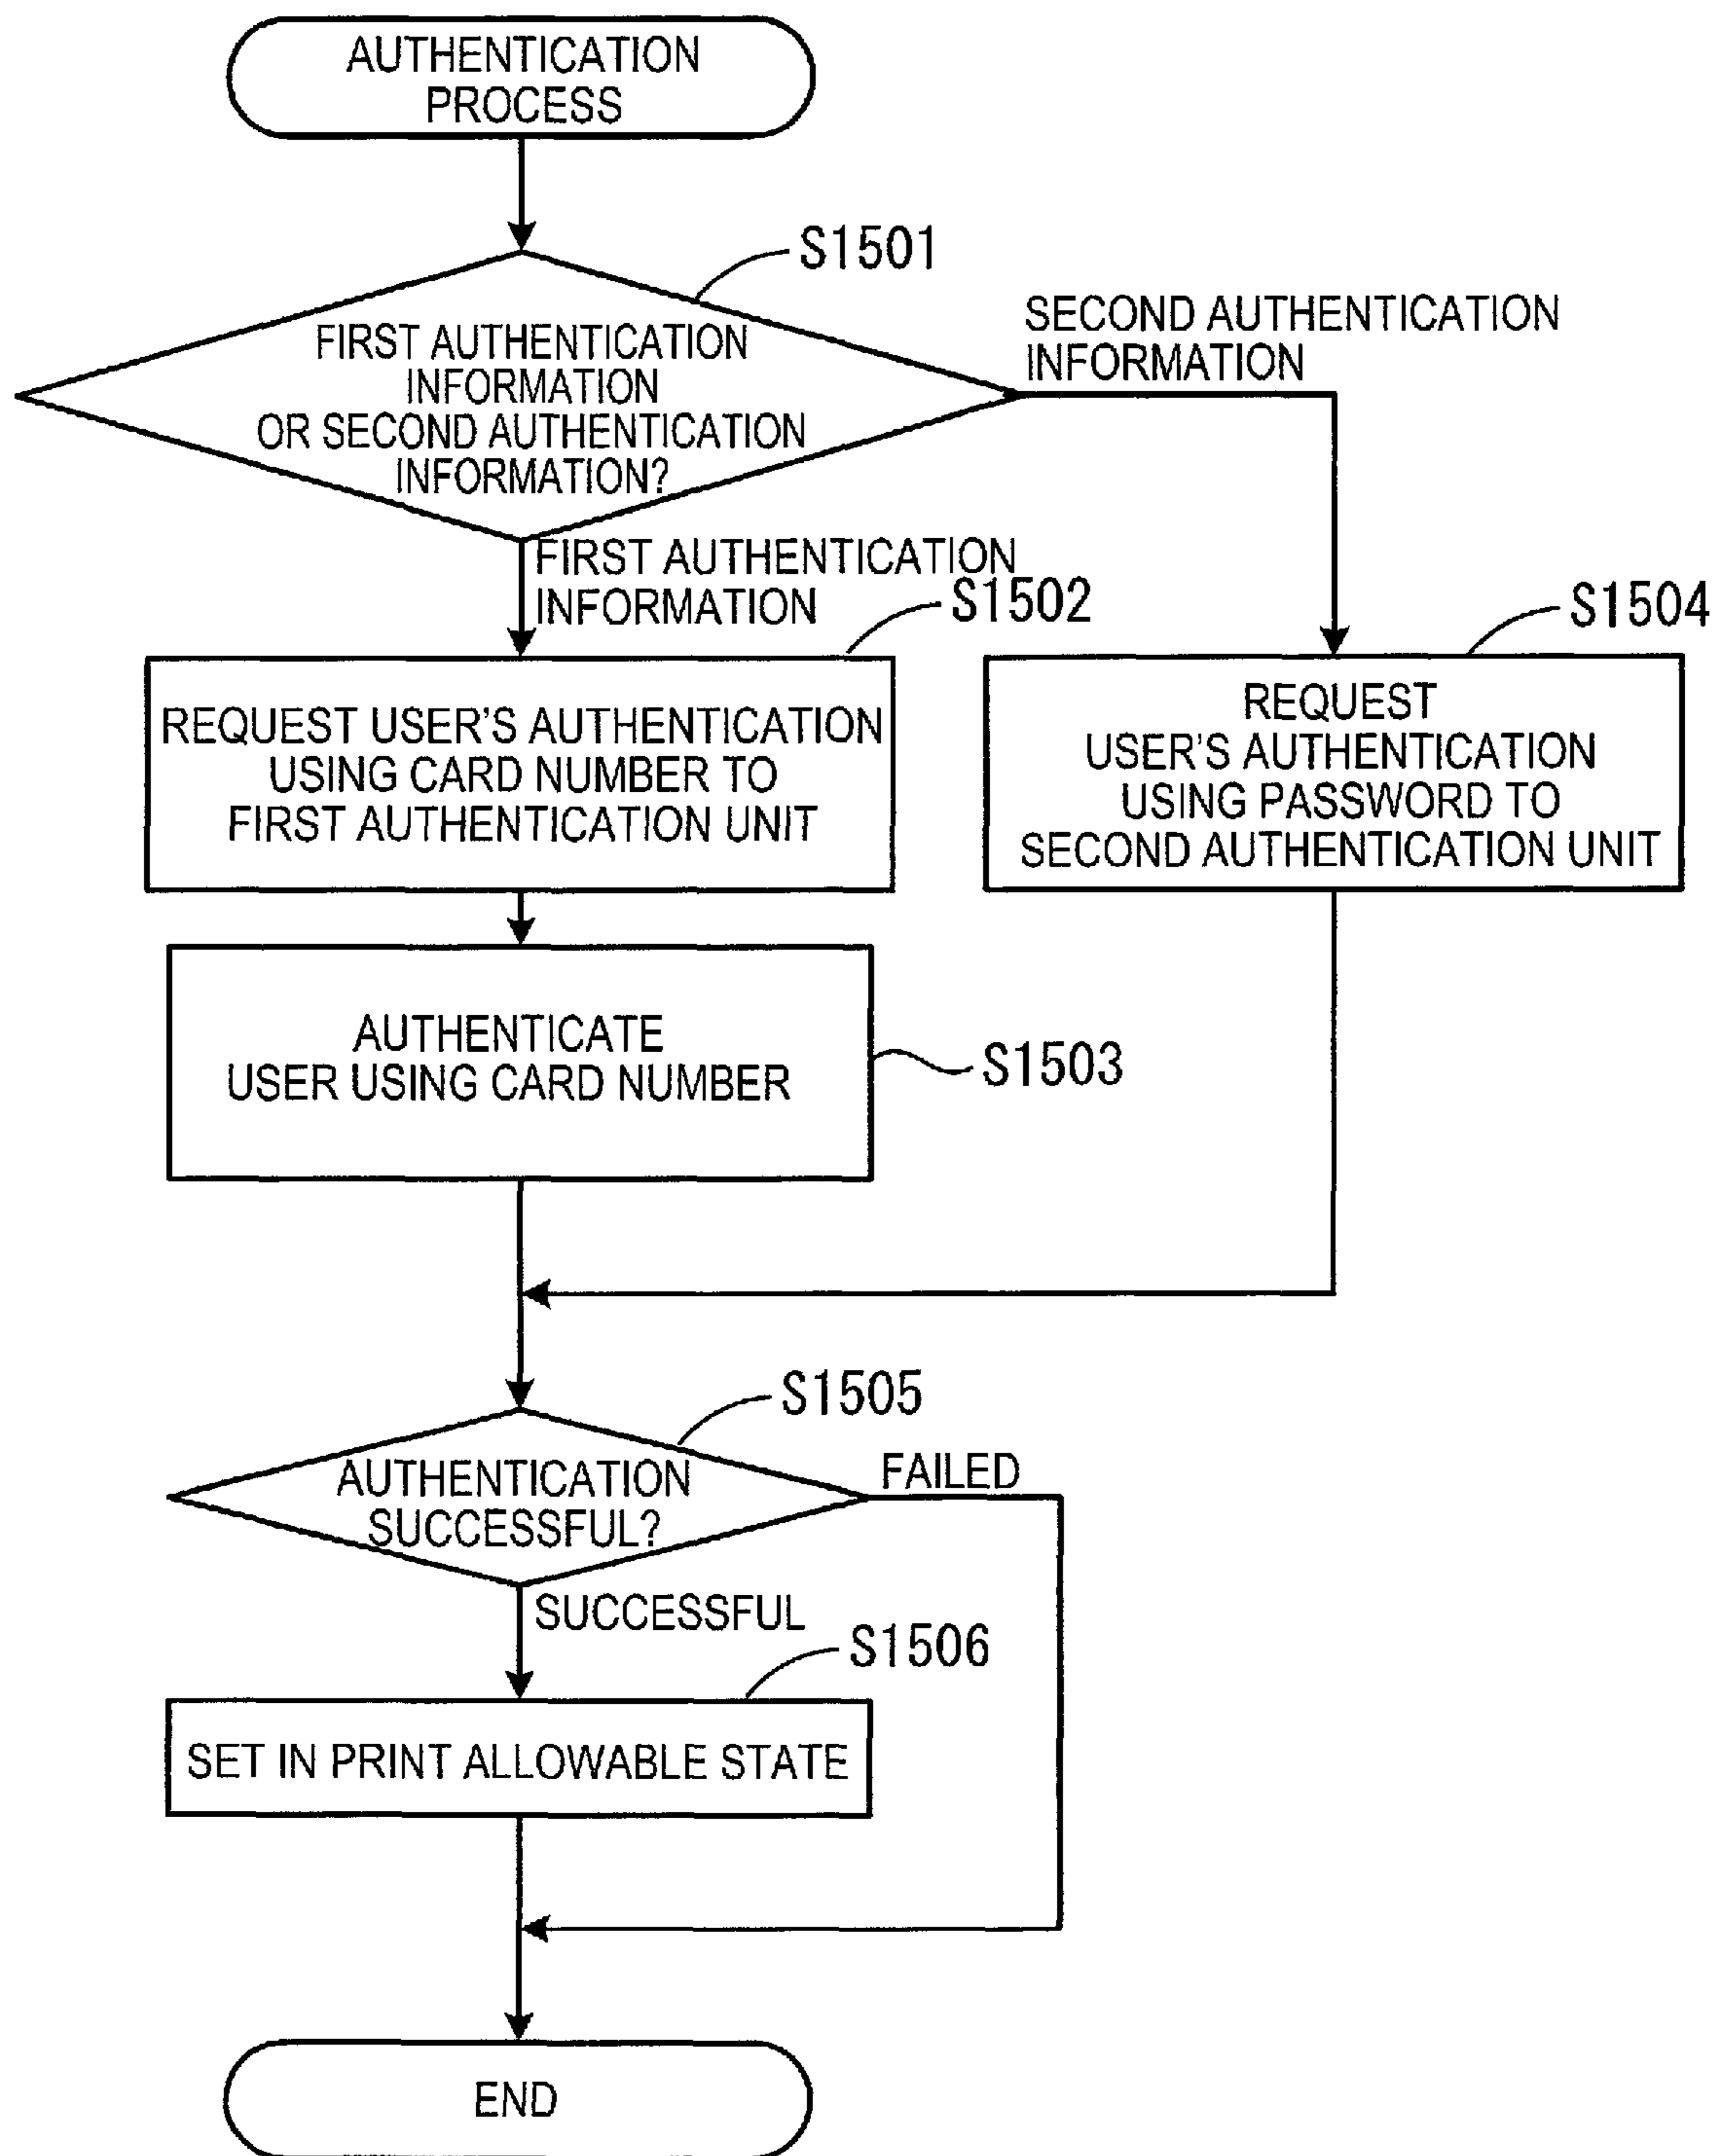 AUTHENTICATION
PROCESS
S1501
FIRST AUTHENTICATION
INFORMATION
OR SECOND AUTHENTICATION
INFORMATION?
SECOND AUTHENTICATION
INFORMATION
FIRST AUTHENTICATION
INFORMATION
S1502
REQUEST USER'S AUTHENTICATION
USING CARD NUMBER TO
FIRST AUTHENTICATION UNIT
S1504
REQUEST
USER'S AUTHENTICATION
USING PASSWORD TO
SECOND AUTHENTICATION UNIT
AUTHENTICATE
USER USING CARD NUMBER
S1503
S1505
AUTHENTICATION
SUCCESSFUL?
FAILED
SUCCESSFUL
S1506
SET IN PRINT ALLOWABLE STATE
END